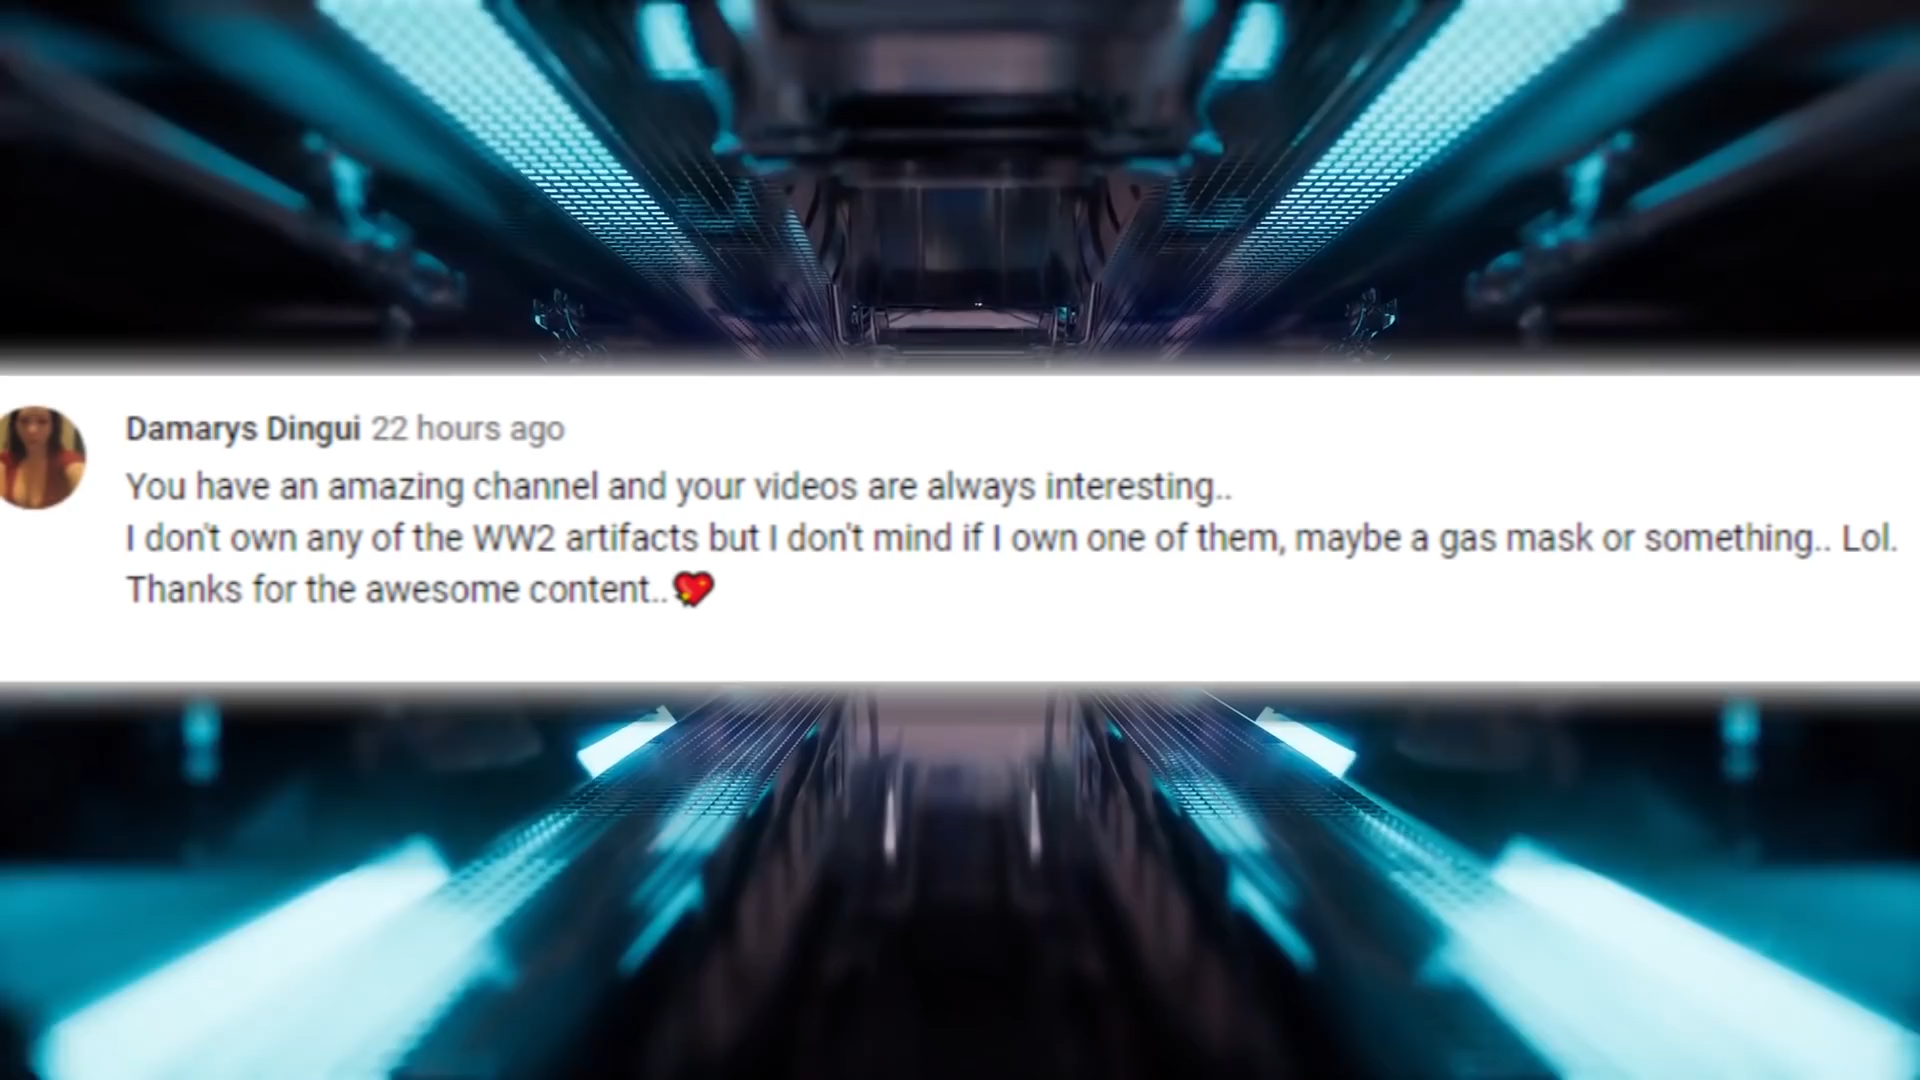 Damarys Dingui 22 hours ago
You have an amazing channel and your videos are always interesting..
I don't own any of the WW2 artifacts but I don't mind if I own one of them, maybe a gas mask or something.. Lol.
Thanks for the awesome content..💖